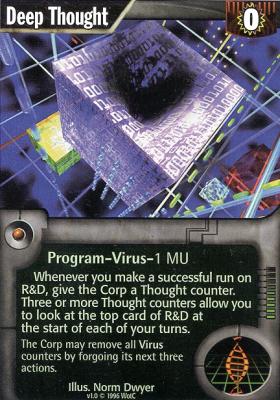 Deep Thought
0
Program-Virus-1 MU
Whenever you make a successful run on
R&D, give the Corp a Thought counter.
Three or more Thought counters allow you
to look at the top card of R&D at
the start of each of your turns.
The Corp may remove all Virus
counters by forgoing its next three
actions.
Illus. Norm Dwyer
v1.0 © 1996 WotC